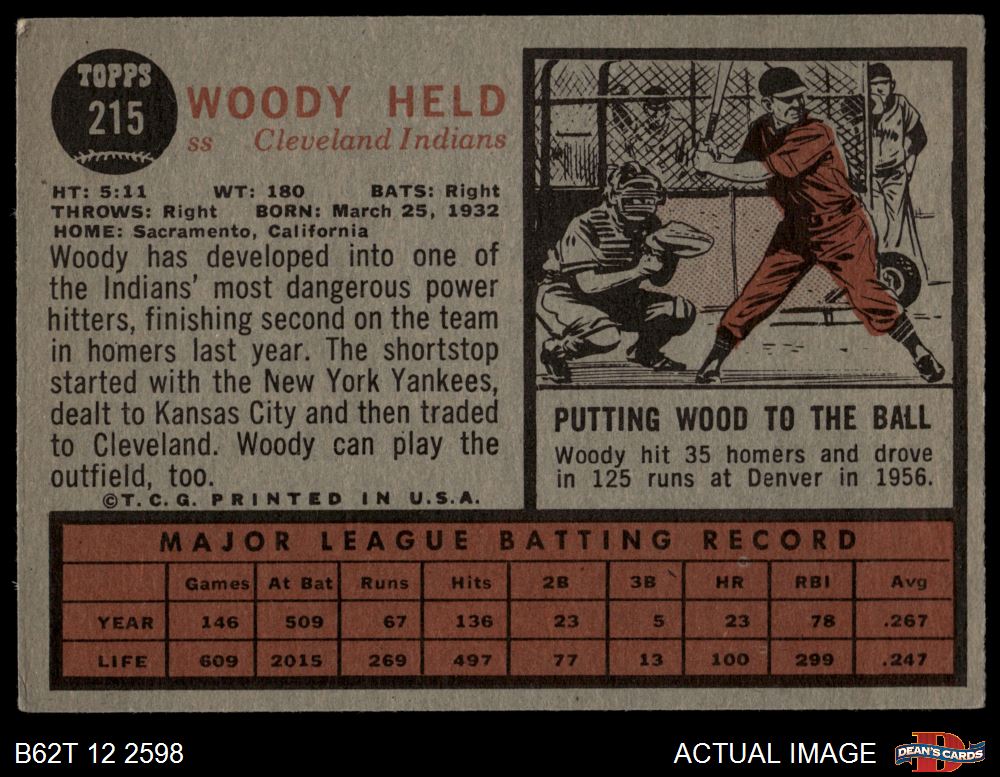 TOPPS
215
WOODY HELD
ss Cleveland Indians
HT: 5:11 WT: 180 BATS: Right
THROWS: Right BORN: March 25, 1932
HOME: Sacramento, California
Woody has developed into one of
the Indians' most dangerous power
hitters, finishing second on the team
in homers last year. The shortstop
started with the New York Yankees,
dealt to Kansas City and then traded
to Cleveland. Woody can play the
outfield, too.
©T.C.G. PRINTED IN U.S.A.
PUTTING WOOD TO THE BALL
Woody hit 35 homers and drove
in 125 runs at Denver in 1956.
MAJOR LEAGUE BATTING RECORD
Games At Bat Runs Hits 2B 3B HR RBI Avg
YEAR 146 509 67 136 23 5 23 78 .267
LIFE 609 2015 269 497 77 13 100 299 .247
B62T 12 2598
ACTUAL IMAGE
D
DEAN'S CARDS